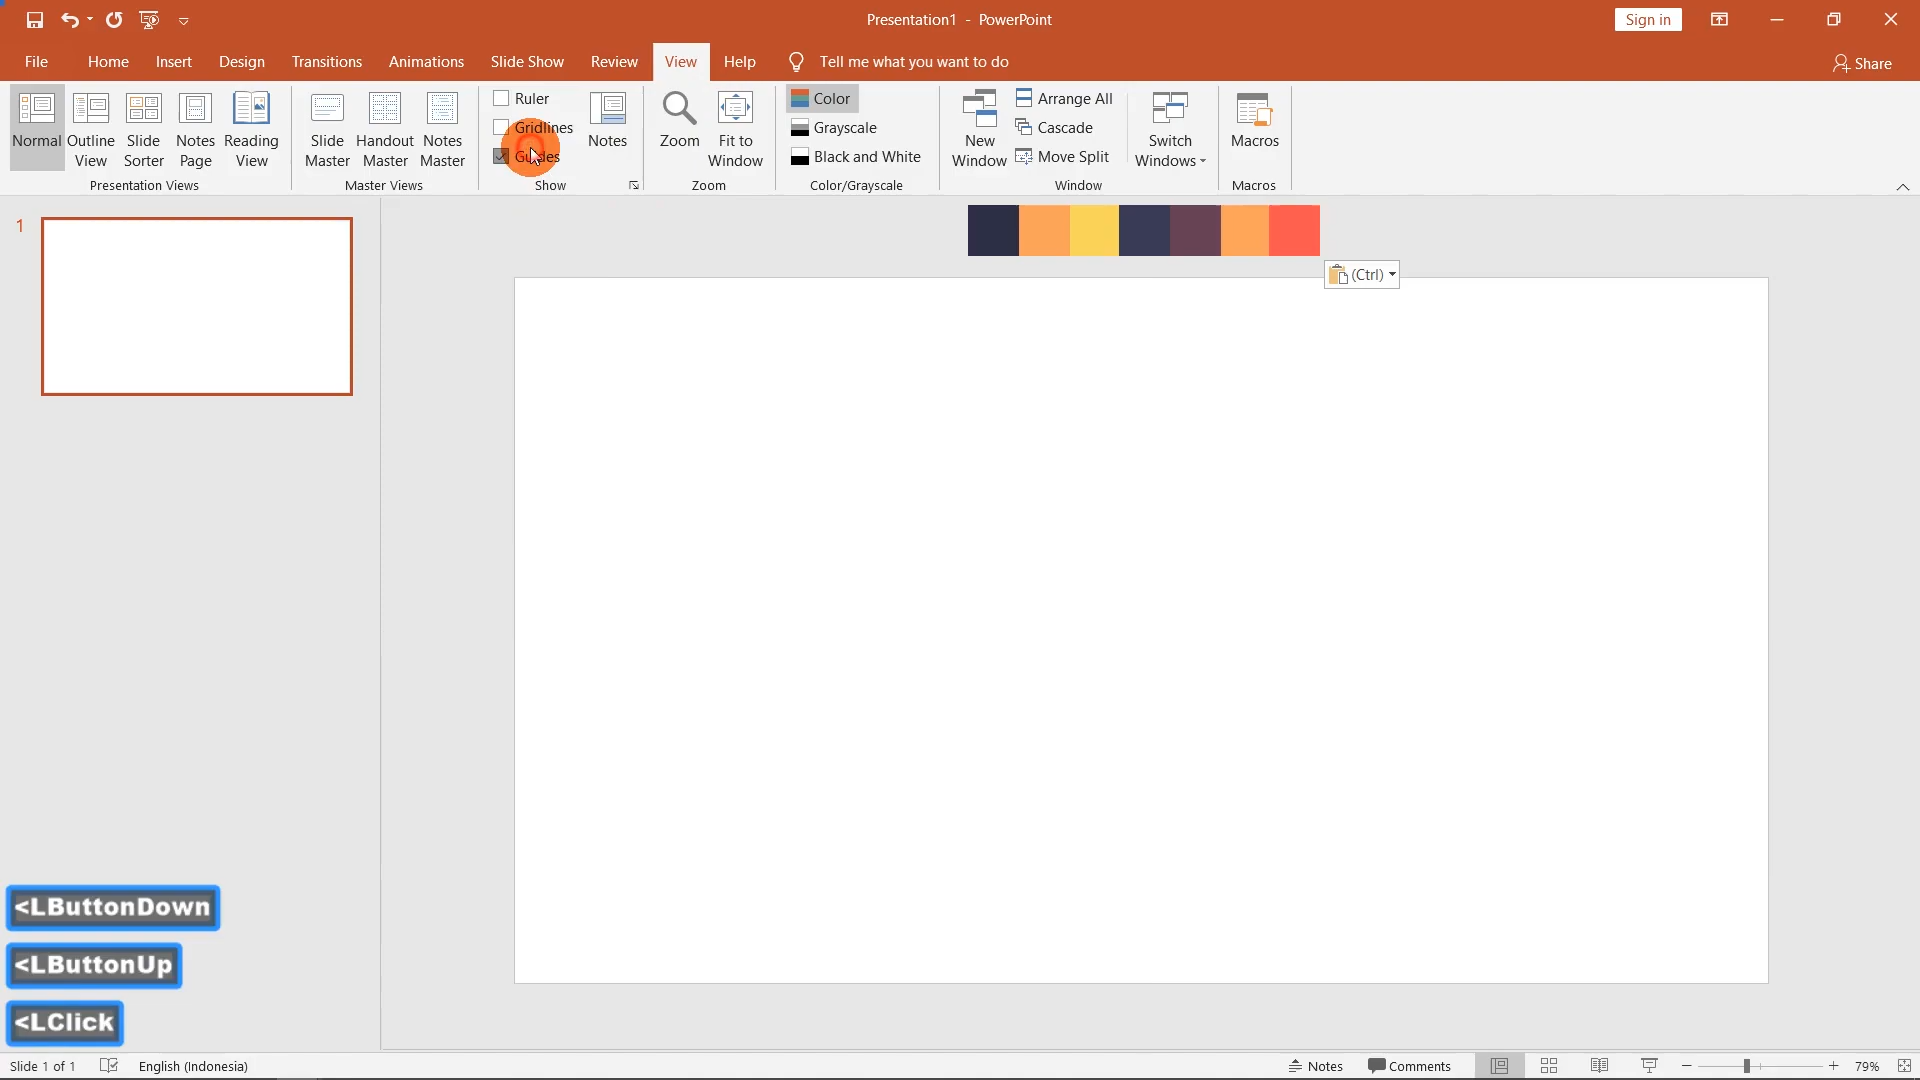 Presentation1 - PowerPoint
Sign in
File Home Insert Design Transitions Animations Slide Show Review View Help Tell me what you want to do Share
Normal
Outline View
Slide Sorter
Notes Page
Reading View
Presentation Views
Slide Master
Handout Master
Notes Master
Master Views
Ruler
Gridlines
Guides
Notes
Show
Zoom
Fit to Window
Zoom
Color
Grayscale
Black and White
Color/Grayscale
New Window
Arrange All
Cascade
Move Split
Switch Windows
Window
Macros
Macros
1
(Ctrl)
<LButtonDown
<LButtonUp
<LClick
Slide 1 of 1 English (Indonesia) Notes Comments 79%